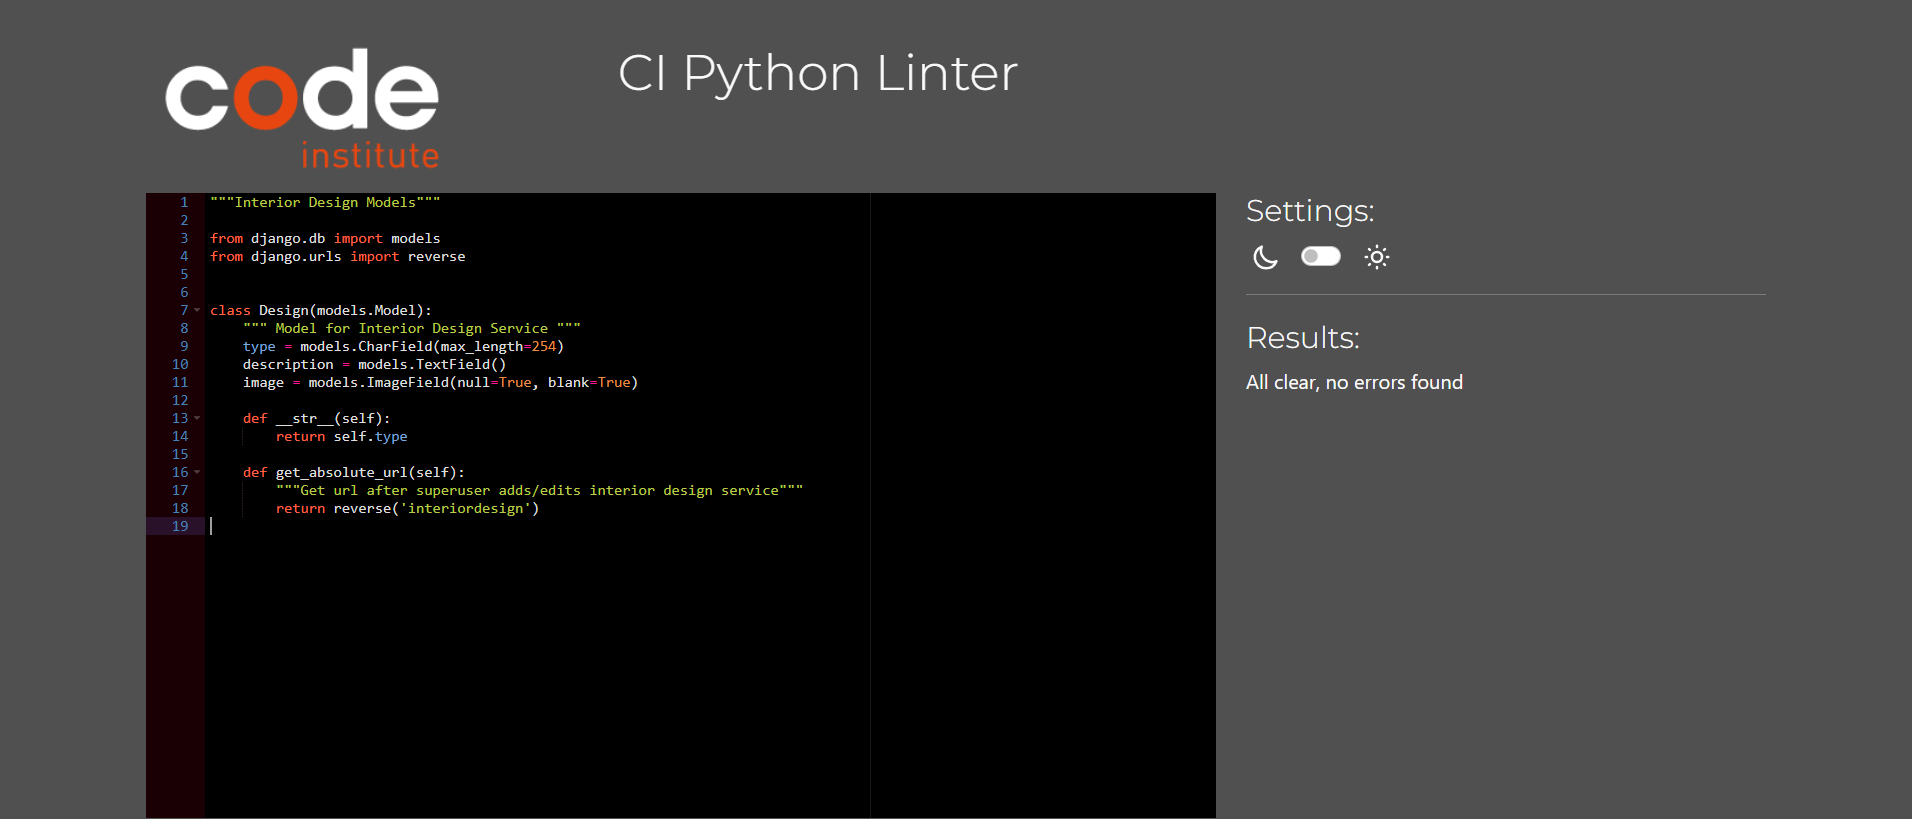 code
institute
CI Python Linter
1 """Interior Design Models"""
2
3 from django.db import models
4 from django.urls import reverse
5
6
7 class Design(models.Model):
8     """ Model for Interior Design Service """
9     type = models.CharField(max_length=254)
10     description = models.TextField()
11     image = models.ImageField(null=True, blank=True)
12
13     def __str__(self):
14         return self.type
15
16     def get_absolute_url(self):
17         """Get url after superuser adds/edits interior design service"""
18         return reverse('interiordesign')
19
Settings:
Results:
All clear, no errors found